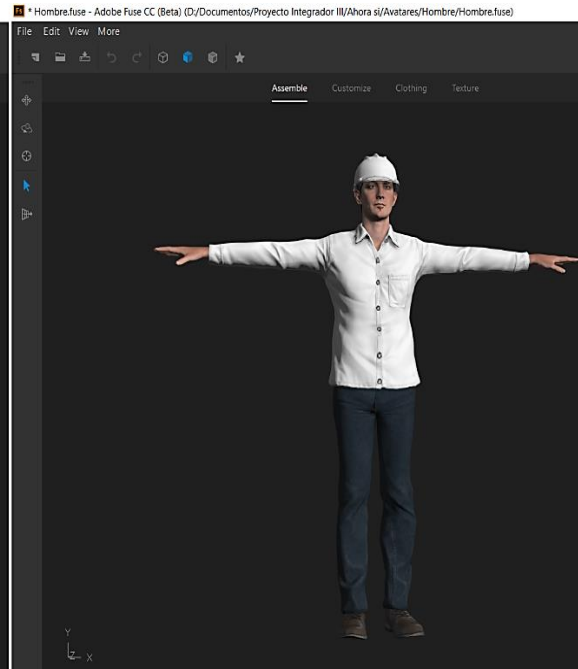 Ft * Hombre.fuse - Adobe Fuse CC (Beta) (D:/Documentos/Proyecto Integrador III/Ahora si/Avatares/Hombre/Hombre.fuse)
File Edit View More
Assemble Customize Clothing Texture
Y
Z X